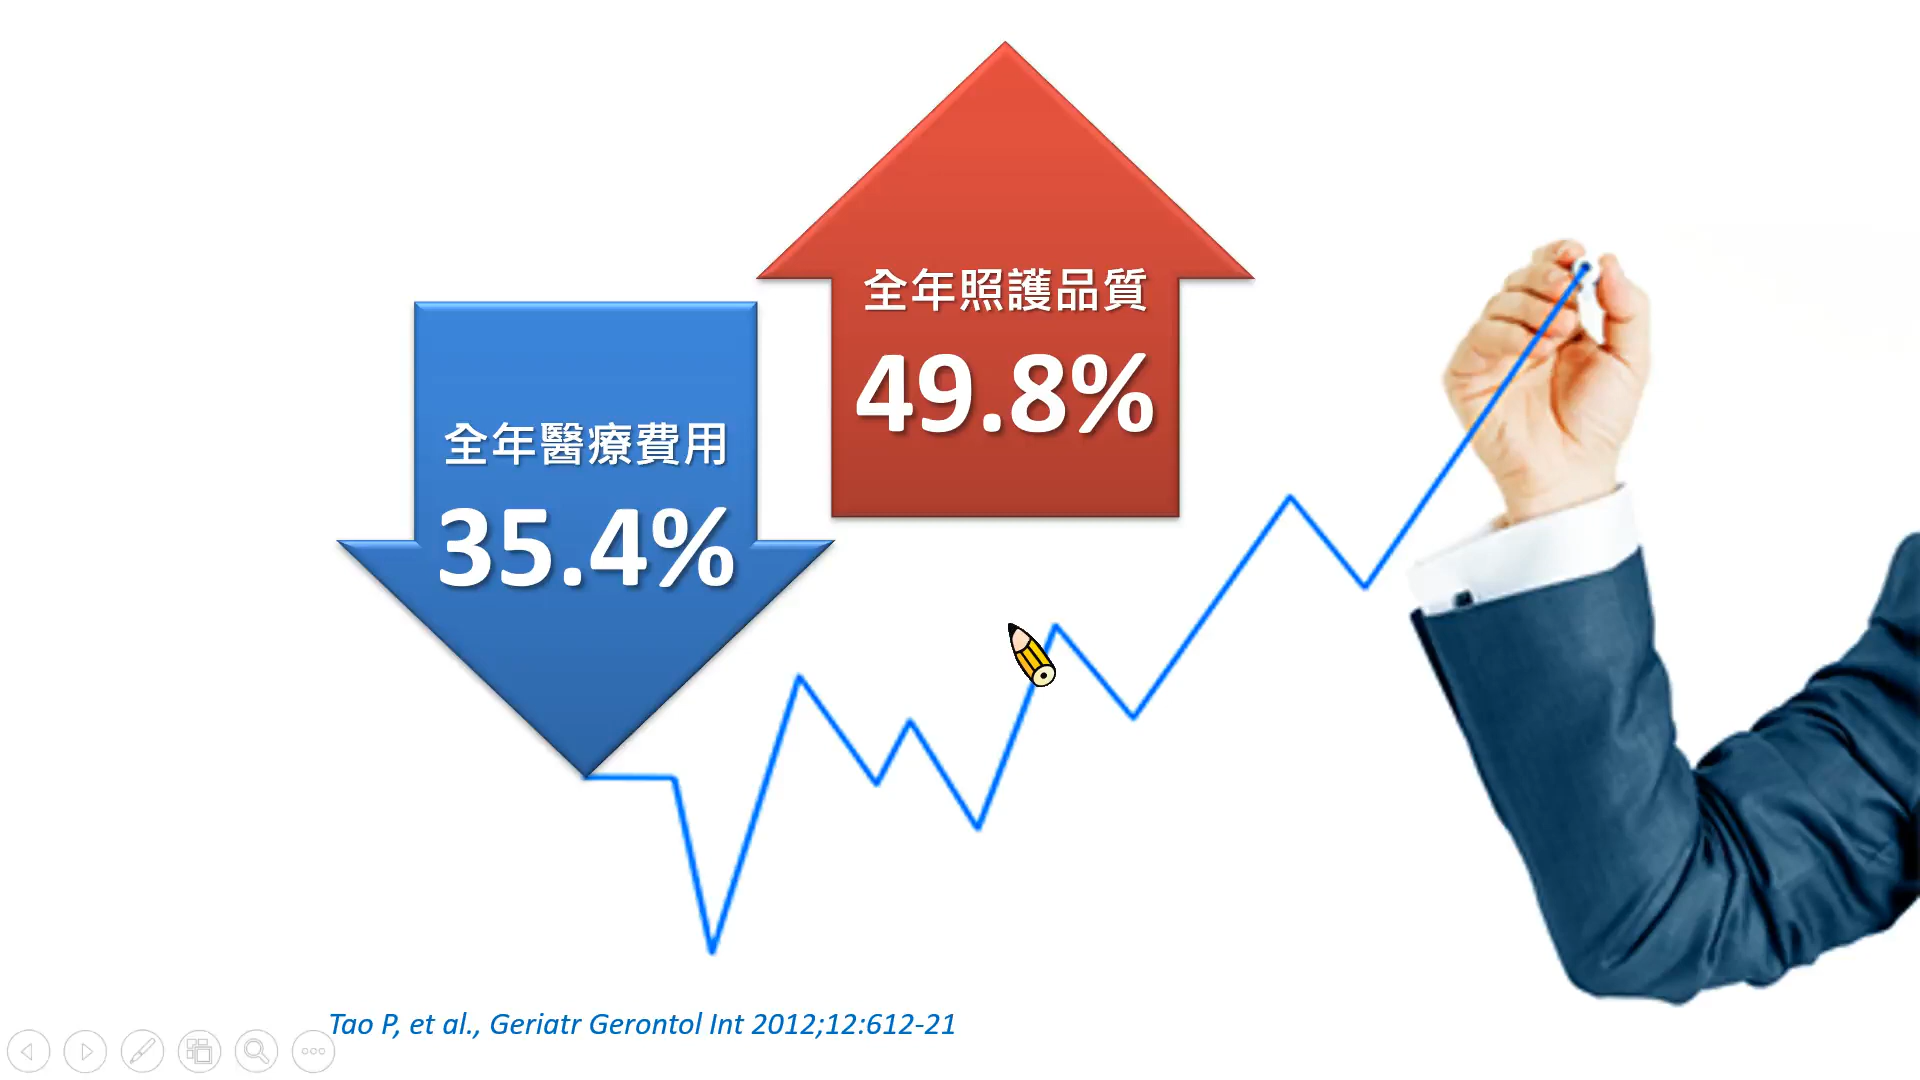 全年照護品質
49.8%
全年醫療費用
35.4%
Tao P, et al., Geriatr Gerontol Int 2012;12:612-21